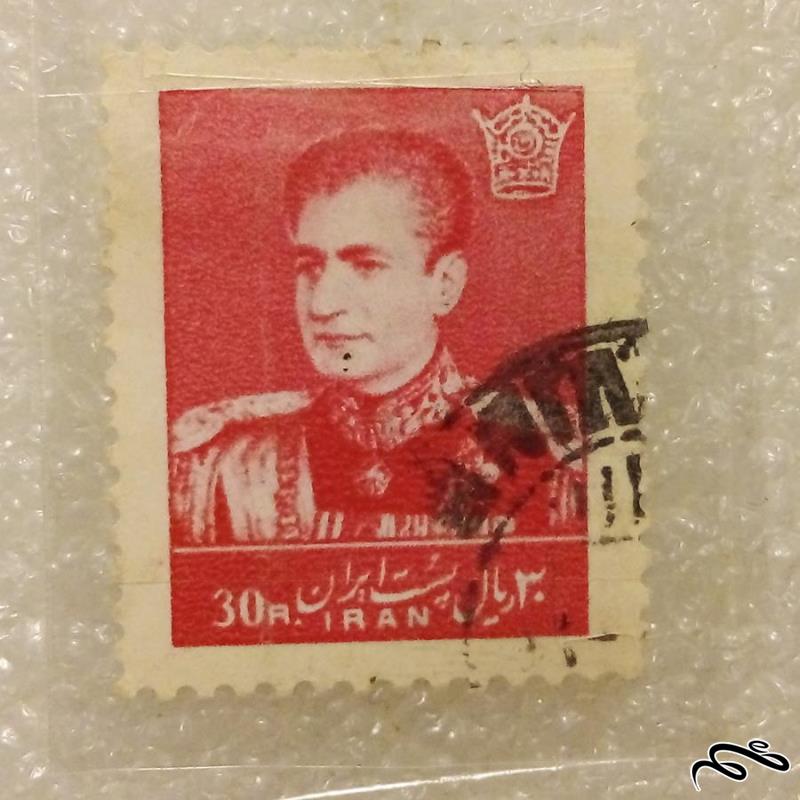 ۳۰ ریال پست ایران
30R. IRAN